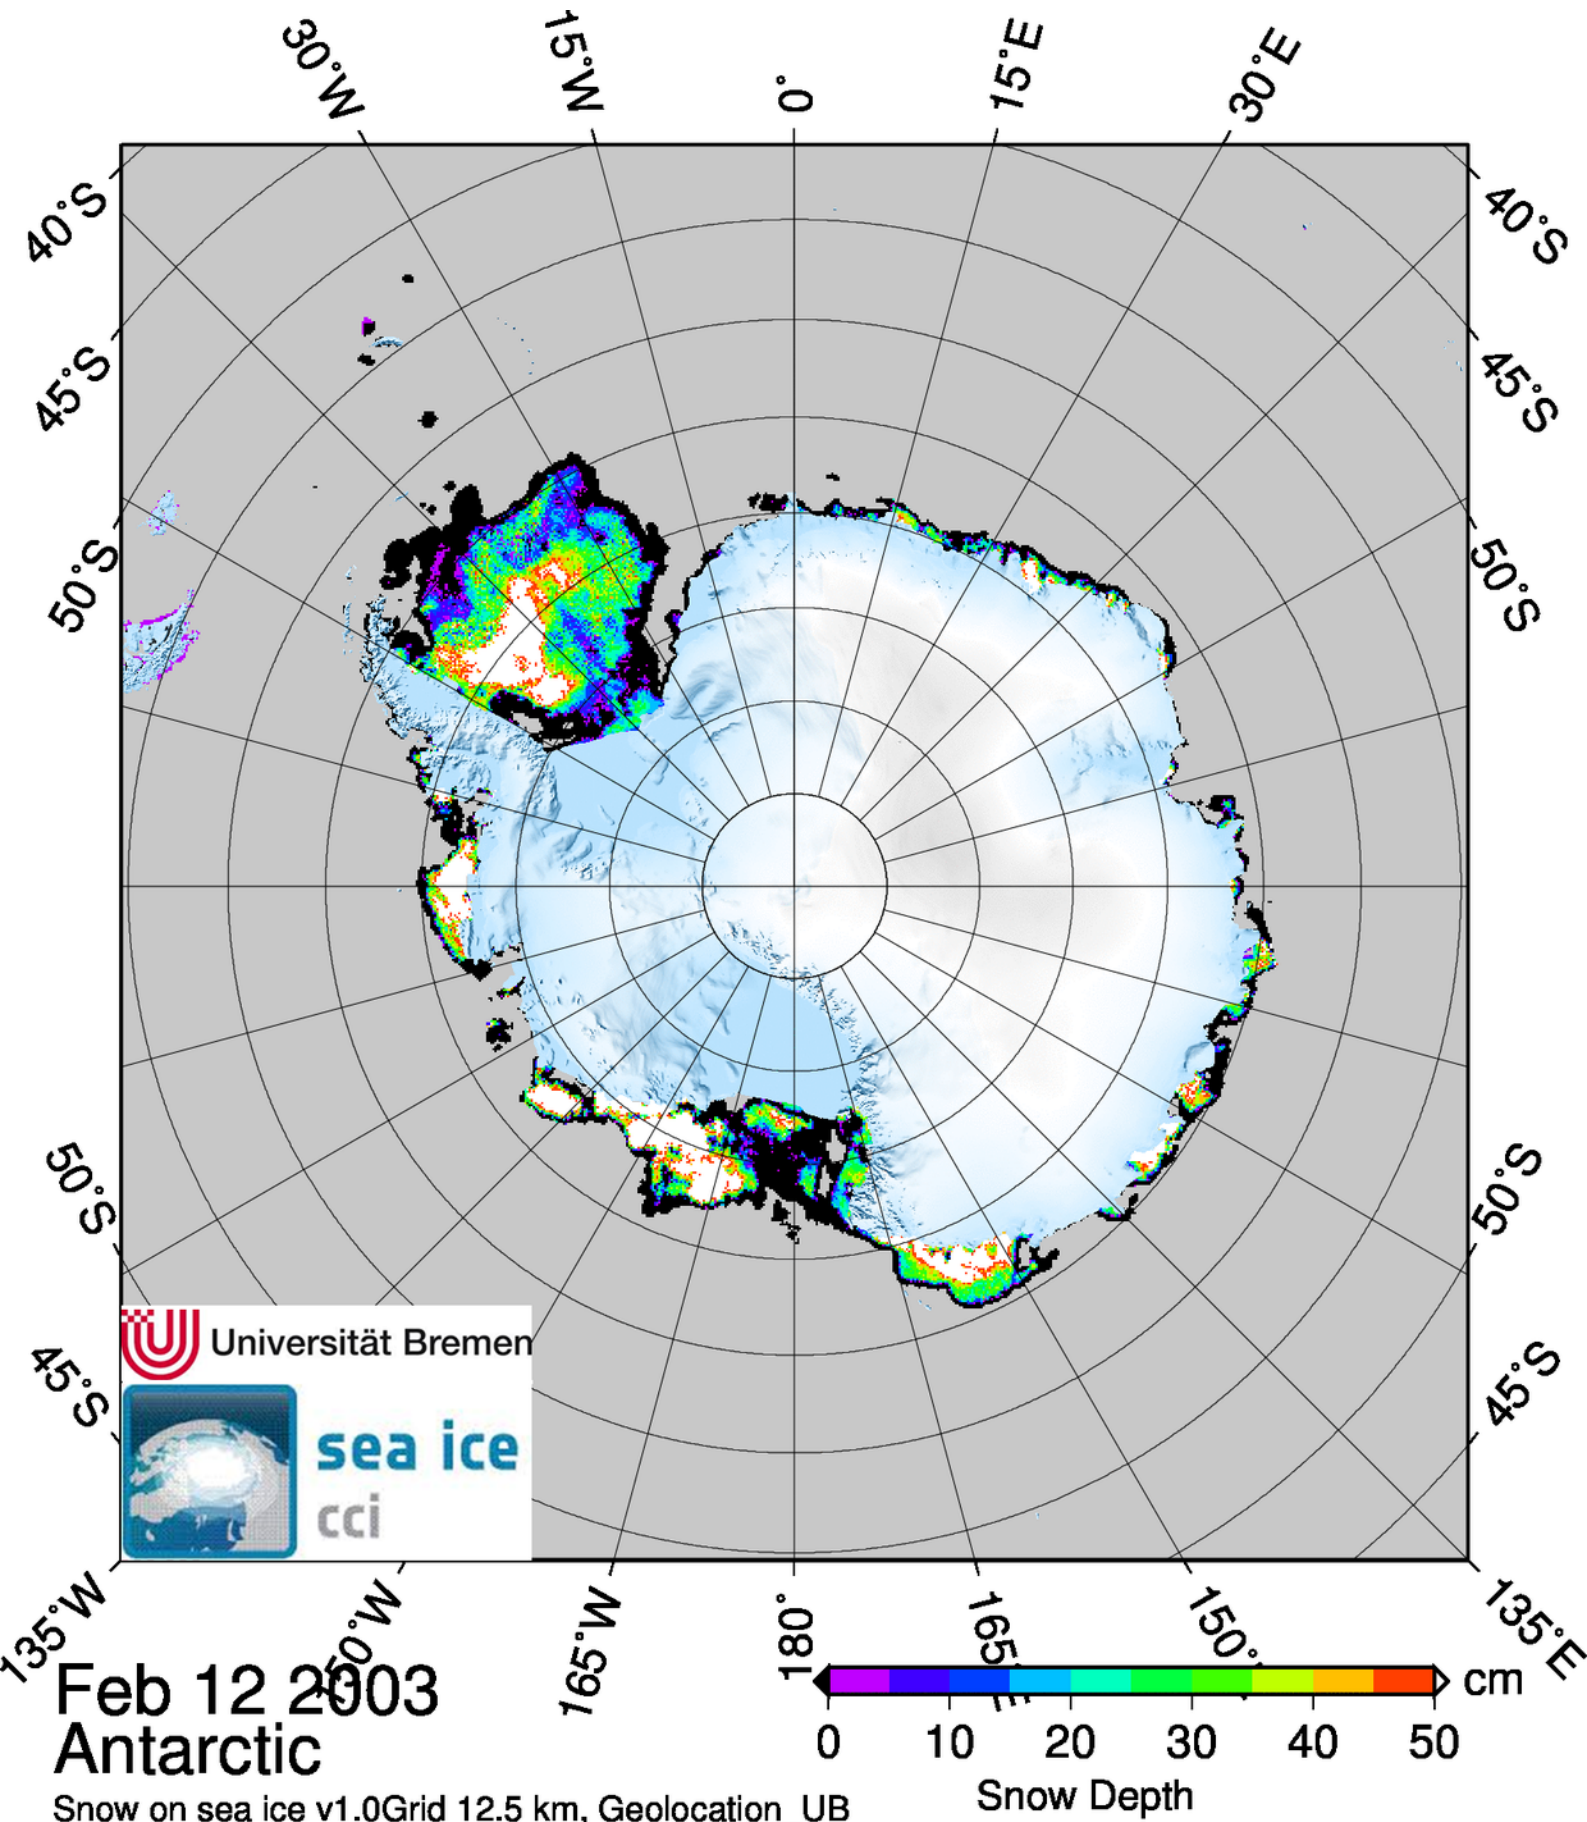 30°W 15°W 0° 15°E 30°E
40°S 40°S
45°S 45°S
50°S 50°S
50°S 50°S
45°S 45°S
Universität Bremen
sea ice
cci
135°W 165°W 180° 165° 150° 135°E
Feb 12 2003
Antarctic
Snow on sea ice v1.0Grid 12.5 km, Geolocation UB
cm
0 10 20 30 40 50
Snow Depth